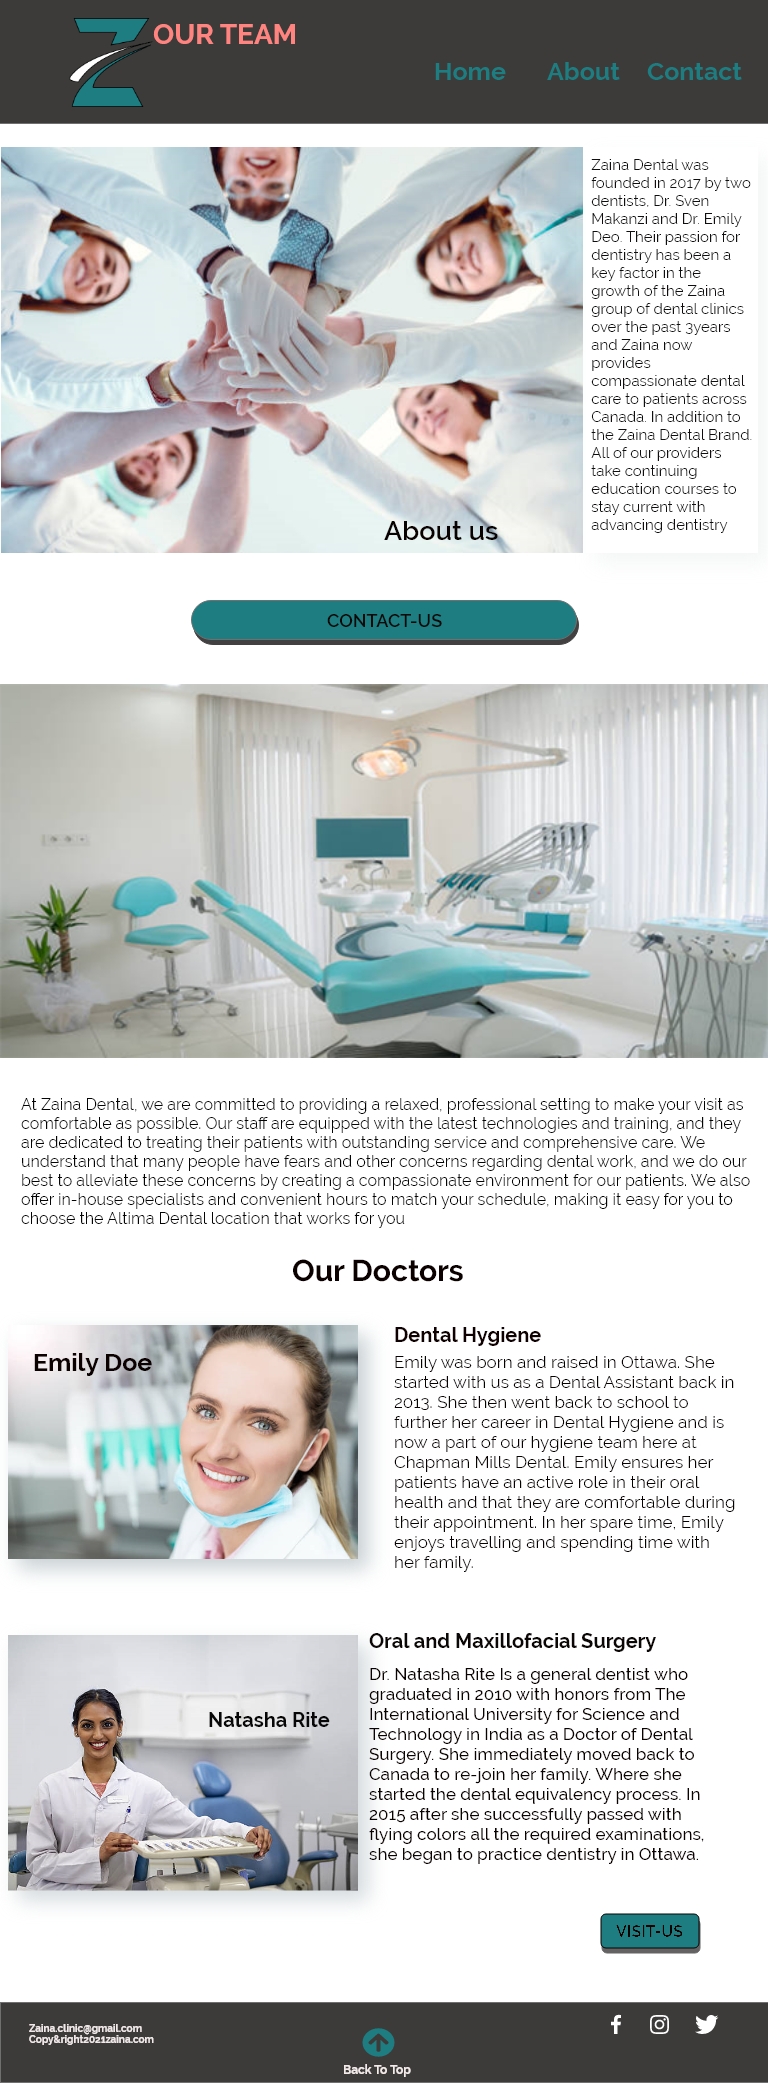 OUR TEAM
Home About Contact
Zaina Dental was
founded in 2017 by two
dentists, Dr. Sven
Makanzi and Dr. Emily
Deo. Their passion for
dentistry has been a
key factor in the
growth of the Zaina
group of dental clinics
over the past 3years
and Zaina now
provides
compassionate dental
care to patients across
Canada. In addition to
the Zaina Dental Brand.
All of our providers
take continuing
education courses to
stay current with
advancing dentistry
About us
CONTACT-US
At Zaina Dental, we are committed to providing a relaxed, professional setting to make your visit as
comfortable as possible. Our staff are equipped with the latest technologies and training, and they
are dedicated to treating their patients with outstanding service and comprehensive care. We
understand that many people have fears and other concerns regarding dental work, and we do our
best to alleviate these concerns by creating a compassionate environment for our patients. We also
offer in-house specialists and convenient hours to match your schedule, making it easy for you to
choose the Altima Dental location that works for you
Our Doctors
Emily Doe
Dental Hygiene
Emily was born and raised in Ottawa. She
started with us as a Dental Assistant back in
2013. She then went back to school to
further her career in Dental Hygiene and is
now a part of our hygiene team here at
Chapman Mills Dental. Emily ensures her
patients have an active role in their oral
health and that they are comfortable during
their appointment. In her spare time, Emily
enjoys travelling and spending time with
her family.
Natasha Rite
Oral and Maxillofacial Surgery
Dr. Natasha Rite Is a general dentist who
graduated in 2010 with honors from The
International University for Science and
Technology in India as a Doctor of Dental
Surgery. She immediately moved back to
Canada to re-join her family. Where she
started the dental equivalency process. In
2015 after she successfully passed with
flying colors all the required examinations,
she began to practice dentistry in Ottawa.
VISIT-US
Zaina.clinic@gmail.com
Copy&right2021zaina.com
Back To Top